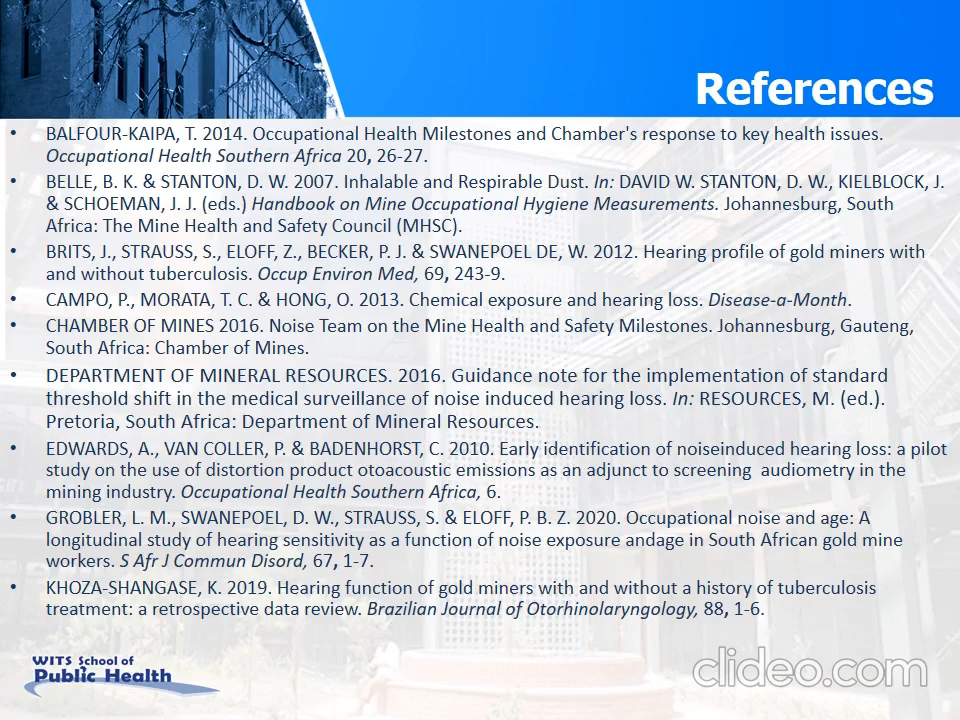 References
• BALFOUR-KAIPA, T. 2014. Occupational Health Milestones and Chamber's response to key health issues.
Occupational Health Southern Africa 20, 26-27.
• BELLE, B. K. & STANTON, D. W. 2007. Inhalable and Respirable Dust. In: DAVID W. STANTON, D. W., KIELBLOCK, J.
& SCHOEMAN, J. J. (eds.) Handbook on Mine Occupational Hygiene Measurements. Johannesburg, South
Africa: The Mine Health and Safety Council (MHSC).
• BRITS, J., STRAUSS, S., ELOFF, Z., BECKER, P. J. & SWANEPOEL DE, W. 2012. Hearing profile of gold miners with
and without tuberculosis. Occup Environ Med, 69, 243-9.
• CAMPO, P., MORATA, T. C. & HONG, O. 2013. Chemical exposure and hearing loss. Disease-a-Month.
• CHAMBER OF MINES 2016. Noise Team on the Mine Health and Safety Milestones. Johannesburg, Gauteng,
South Africa: Chamber of Mines.
• DEPARTMENT OF MINERAL RESOURCES. 2016. Guidance note for the implementation of standard
threshold shift in the medical surveillance of noise induced hearing loss. In: RESOURCES, M. (ed.).
Pretoria, South Africa: Department of Mineral Resources.
• EDWARDS, A., VAN COLLER, P. & BADENHORST, C. 2010. Early identification of noiseinduced hearing loss: a pilot
study on the use of distortion product otoacoustic emissions as an adjunct to screening  audiometry in the
mining industry. Occupational Health Southern Africa, 6.
• GROBLER, L. M., SWANEPOEL, D. W., STRAUSS, S. & ELOFF, P. B. Z. 2020. Occupational noise and age: A
longitudinal study of hearing sensitivity as a function of noise exposure andage in South African gold mine
workers. S Afr J Commun Disord, 67, 1-7.
• KHOZA-SHANGASE, K. 2019. Hearing function of gold miners with and without a history of tuberculosis
treatment: a retrospective data review. Brazilian Journal of Otorhinolaryngology, 88, 1-6.
WITS School of
Public Health
clideo.com